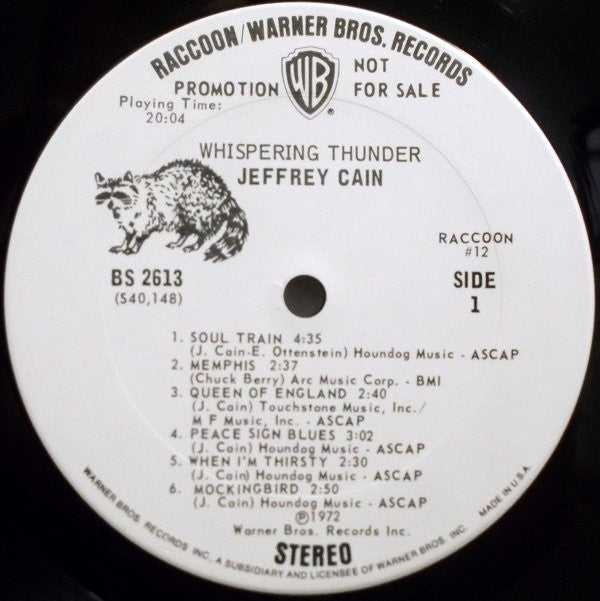 RACCOON/WARNER BROS. RECORDS
WB
®
PROMOTION NOT FOR SALE
Playing Time:
20:04
WHISPERING THUNDER
JEFFREY CAIN
RACCOON
#12
BS 2613
(S40,148)
SIDE
1
1. SOUL TRAIN 4:35
(J. Cain-E. Ottenstein) Houndog Music - ASCAP
2. MEMPHIS 2:37
(Chuck Berry) Arc Music Corp. - BMI
3. QUEEN OF ENGLAND 2:40
(J. Cain) Touchstone Music, Inc./
M F Music, Inc. - ASCAP
4. PEACE SIGN BLUES 3:02
(J. Cain) Houndog Music - ASCAP
5. WHEN I'M THIRSTY 2:30
(J. Cain) Houndog Music - ASCAP
6. MOCKINGBIRD 2:50
(J. Cain) Houndog Music - ASCAP
℗1972
Warner Bros. Records Inc.
STEREO
WARNER BROS. RECORDS INC., A SUBSIDIARY AND LICENSEE OF WARNER BROS. INC. MADE IN U.S.A.